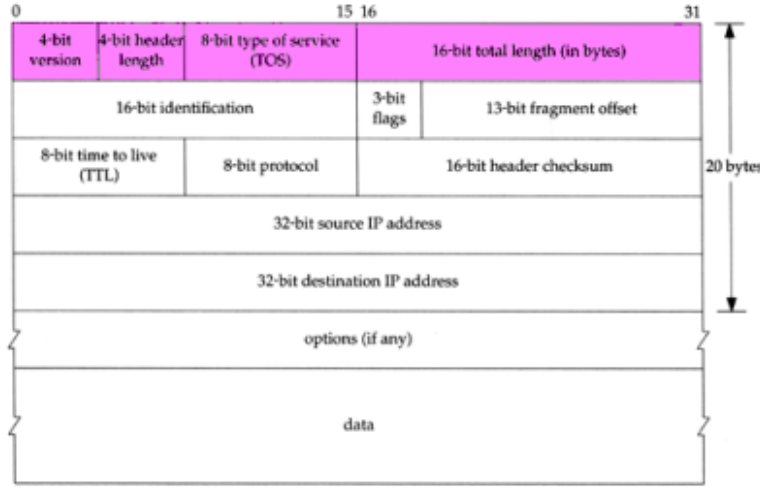 0 15 16 31
4-bit version
4-bit header length
8-bit type of service (TOS)
16-bit total length (in bytes)
16-bit identification
3-bit flags
13-bit fragment offset
8-bit time to live (TTL)
8-bit protocol
16-bit header checksum
20 bytes
32-bit source IP address
32-bit destination IP address
options (if any)
data